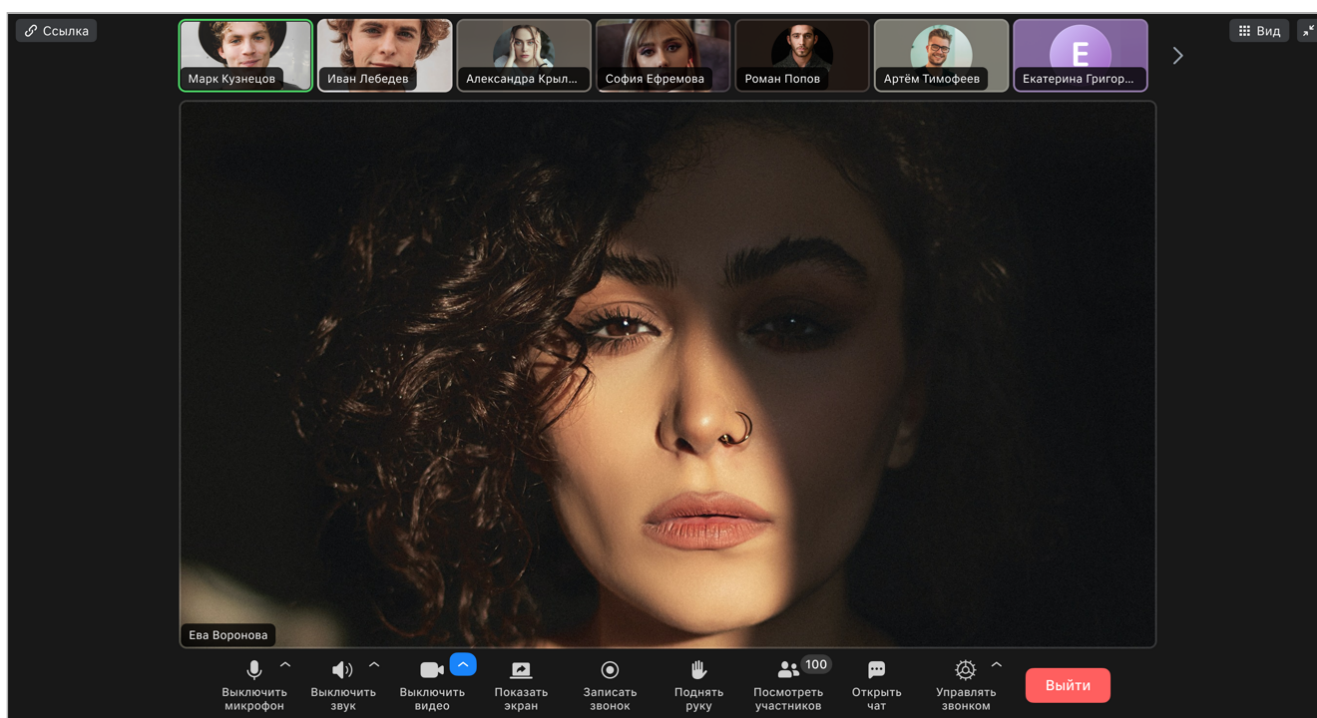 Ссылка
Вид
Марк Кузнецов
Иван Лебедев
Александра Крыл...
София Ефремова
Роман Попов
Артём Тимофеев
E
Екатерина Григор...
Ева Воронова
100
Выключить
микрофон
Выключить
звук
Выключить
видео
Показать
экран
Записать
звонок
Поднять
руку
Посмотреть
участников
Открыть
чат
Управлять
звонком
Выйти